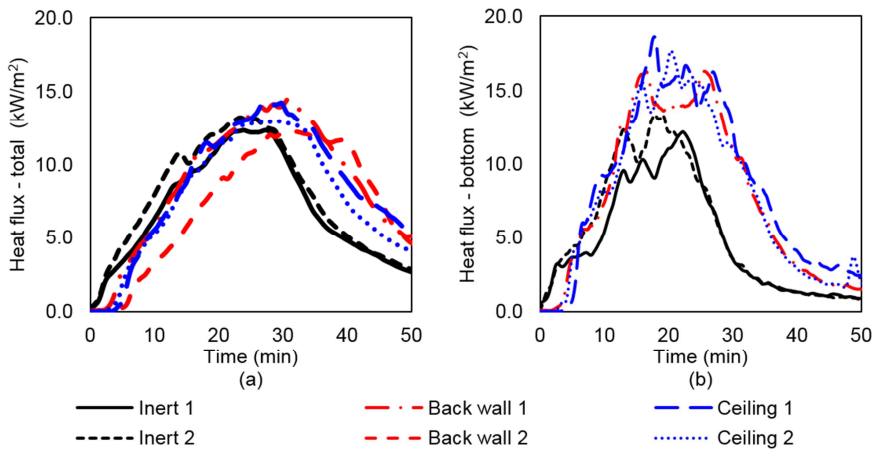 20.0
15.0
10.0
5.0
0.0
Heat flux - total (kW/m²)
0 10 20 30 40 50
Time (min)
(a)
20.0
15.0
10.0
5.0
0.0
Heat flux - bottom (kW/m²)
0 10 20 30 40 50
Time (min)
(b)
Inert 1 Back wall 1 Ceiling 1
Inert 2 Back wall 2 Ceiling 2